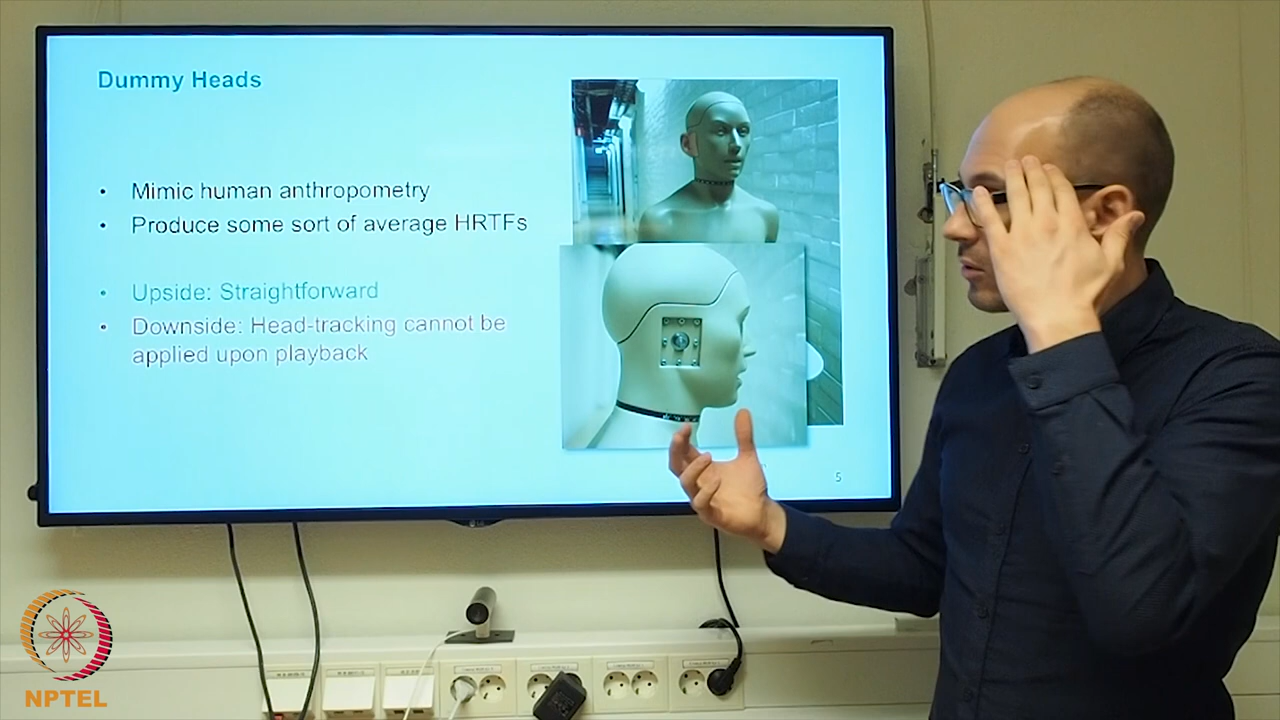 Dummy Heads
• Mimic human anthropometry
• Produce some sort of average HRTFs
• Upside: Straightforward
• Downside: Head-tracking cannot be
applied upon playback
5
NPTEL